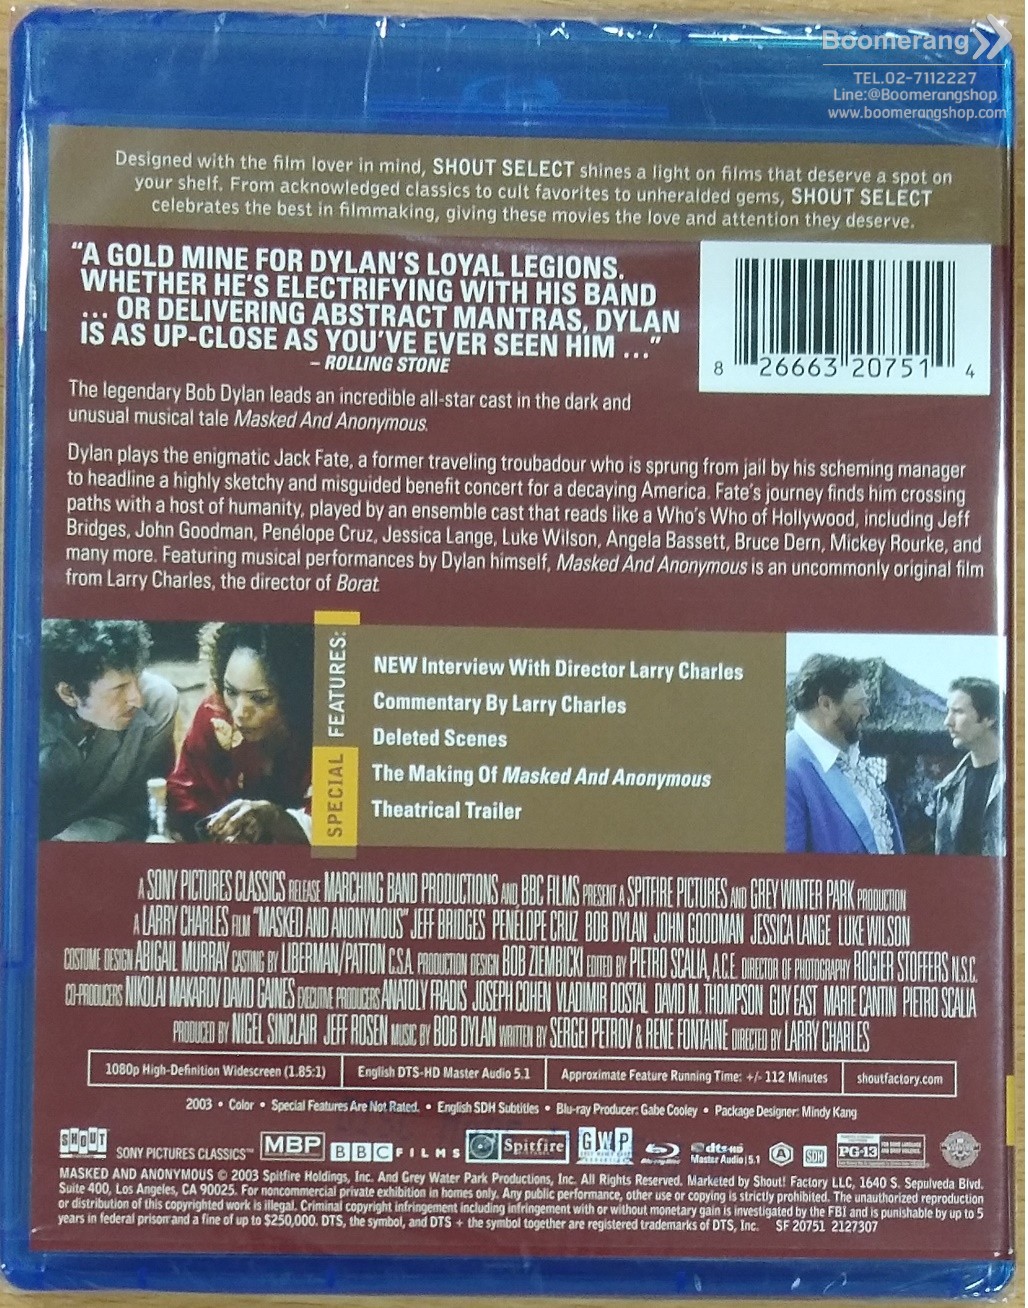 Boomerang
TEL.02-7112227
Line:@Boomerangshop
www.boomerangshop.com
Designed with the film lover in mind, SHOUT SELECT shines a light on films that deserve a spot on
your shelf. From acknowledged classics to cult favorites to unheralded gems, SHOUT SELECT
celebrates the best in filmmaking, giving these movies the love and attention they deserve.
"A GOLD MINE FOR DYLAN'S LOYAL LEGIONS.
WHETHER HE'S ELECTRIFYING WITH HIS BAND
... OR DELIVERING ABSTRACT MANTRAS, DYLAN
IS AS UP-CLOSE AS YOU'VE EVER SEEN HIM ..."
– ROLLING STONE
8 26663 20751 4
The legendary Bob Dylan leads an incredible all-star cast in the dark and
unusual musical tale Masked And Anonymous.
Dylan plays the enigmatic Jack Fate, a former traveling troubadour who is sprung from jail by his scheming manager
to headline a highly sketchy and misguided benefit concert for a decaying America. Fate's journey finds him crossing
paths with a host of humanity, played by an ensemble cast that reads like a Who's Who of Hollywood, including Jeff
Bridges, John Goodman, Penélope Cruz, Jessica Lange, Luke Wilson, Angela Bassett, Bruce Dern, Mickey Rourke, and
many more. Featuring musical performances by Dylan himself, Masked And Anonymous is an uncommonly original film
from Larry Charles, the director of Borat.
SPECIAL FEATURES:
NEW Interview With Director Larry Charles
Commentary By Larry Charles
Deleted Scenes
The Making Of Masked And Anonymous
Theatrical Trailer
A SONY PICTURES CLASSICS RELEASE MARCHING BAND PRODUCTIONS AND BBC FILMS PRESENT A SPITFIRE PICTURES AND GREY WINTER PARK PRODUCTION
A LARRY CHARLES FILM "MASKED AND ANONYMOUS" JEFF BRIDGES PENÉLOPE CRUZ BOB DYLAN JOHN GOODMAN JESSICA LANGE LUKE WILSON
COSTUME DESIGN ABIGAIL MURRAY CASTING BY LIBERMAN/PATTON C.S.A. PRODUCTION DESIGN BOB ZIEMBICKI EDITED BY PIETRO SCALIA, A.C.E. DIRECTOR OF PHOTOGRAPHY ROGIER STOFFERS N.S.C.
CO-PRODUCERS NIKOLAI MAKAROV DAVID GAINES EXECUTIVE PRODUCERS ANATOLY FRADIS JOSEPH COHEN VLADIMIR DOSTAL DAVID M. THOMPSON GUY EAST MARIE CANTIN PIETRO SCALIA
PRODUCED BY NIGEL SINCLAIR JEFF ROSEN MUSIC BY BOB DYLAN WRITTEN BY SERGEI PETROV & RENE FONTAINE DIRECTED BY LARRY CHARLES
1080p High-Definition Widescreen (1.85:1) English DTS-HD Master Audio 5.1 Approximate Feature Running Time: +/- 112 Minutes shoutfactory.com
2003 • Color • Special Features Are Not Rated. • English SDH Subtitles • Blu-ray Producer: Gabe Cooley • Package Designer: Mindy Kang
SHOUT SELECT SONY PICTURES CLASSICS™ MBP BBC FILMS Spitfire GWP dts-HD Master Audio | 5.1 A SDH PG-13
MASKED AND ANONYMOUS © 2003 Spitfire Holdings, Inc. And Grey Water Park Productions, Inc. All Rights Reserved. Marketed by Shout! Factory LLC, 1640 S. Sepulveda Blvd.
Suite 400, Los Angeles, CA 90025. For noncommercial private exhibition in homes only. Any public performance, other use or copying is strictly prohibited. The unauthorized reproduction
or distribution of this copyrighted work is illegal. Criminal copyright infringement including infringement with or without monetary gain is investigated by the FBI and is punishable by up to 5
years in federal prison and a fine of up to $250,000. DTS, the symbol, and DTS + the symbol together are registered trademarks of DTS, Inc. SF 20751 2127307